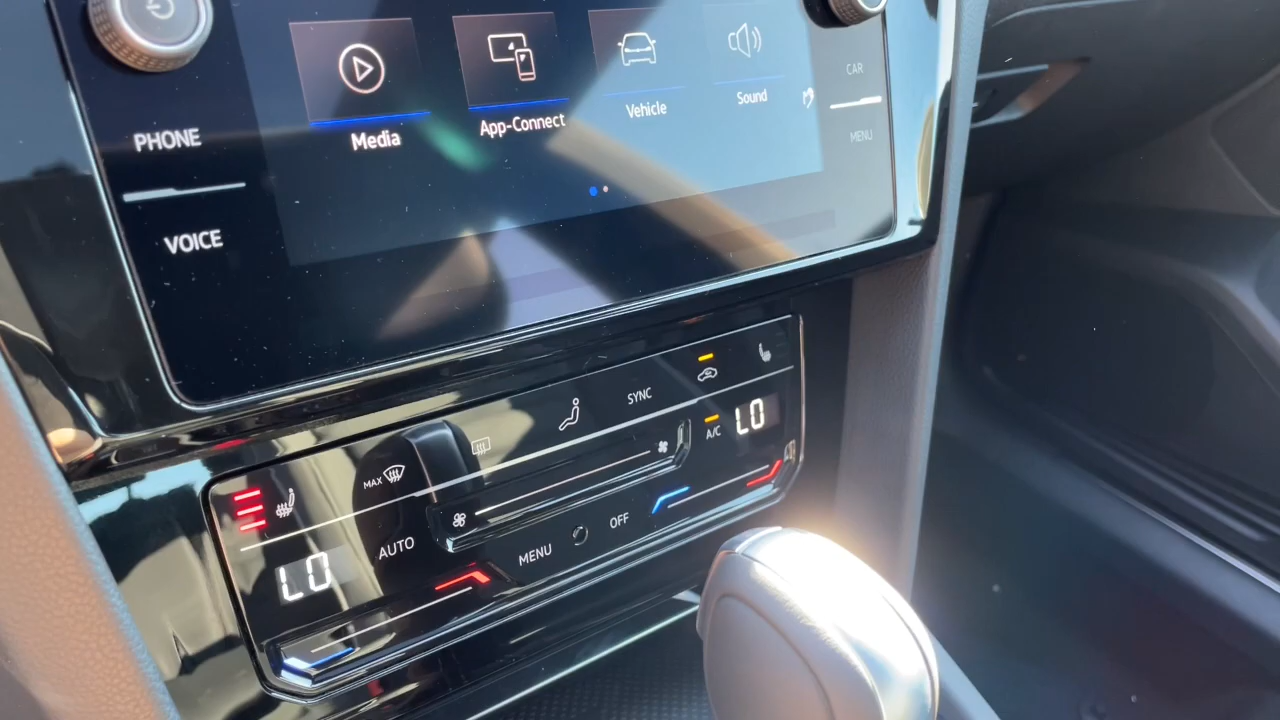 PHONE
VOICE
Media
App-Connect
Vehicle
Sound
CAR
MENU
MAX
SYNC
A/C
LO
LO
AUTO
MENU
OFF